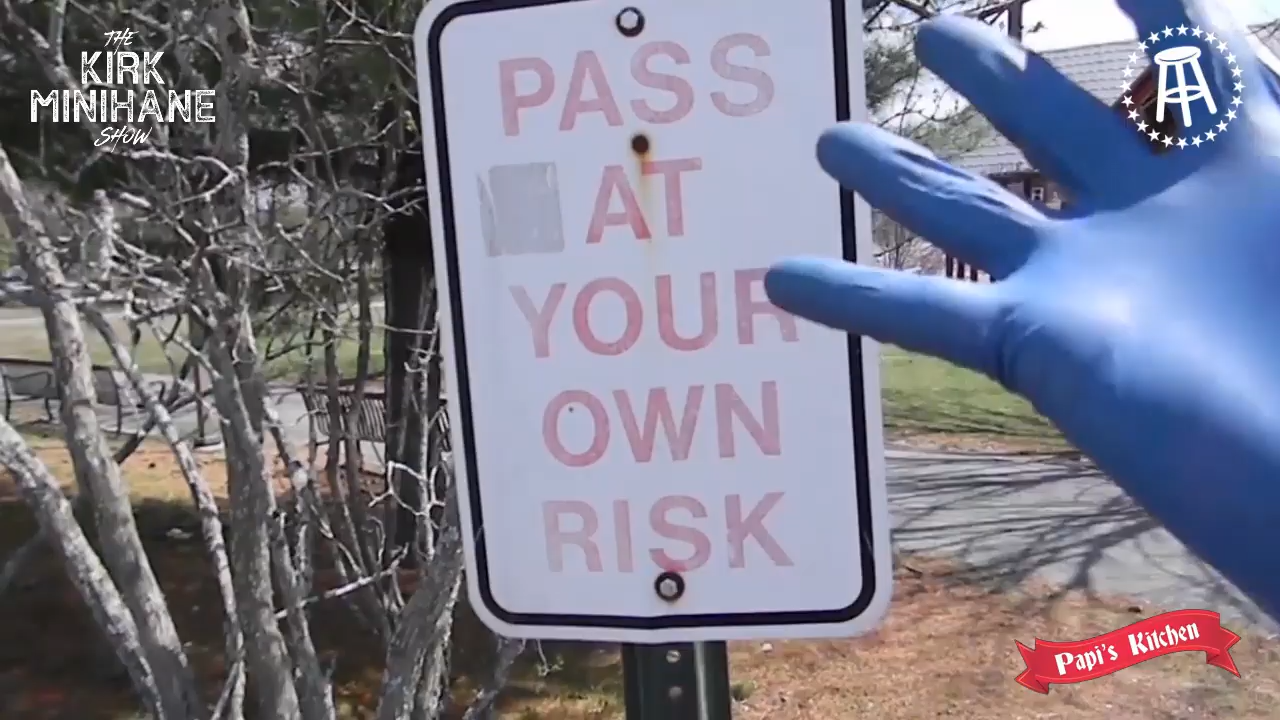 THE
KIRK
MINIHANE
SHOW
PASS
AT
YOUR
OWN
RISK
Papi's Kitchen